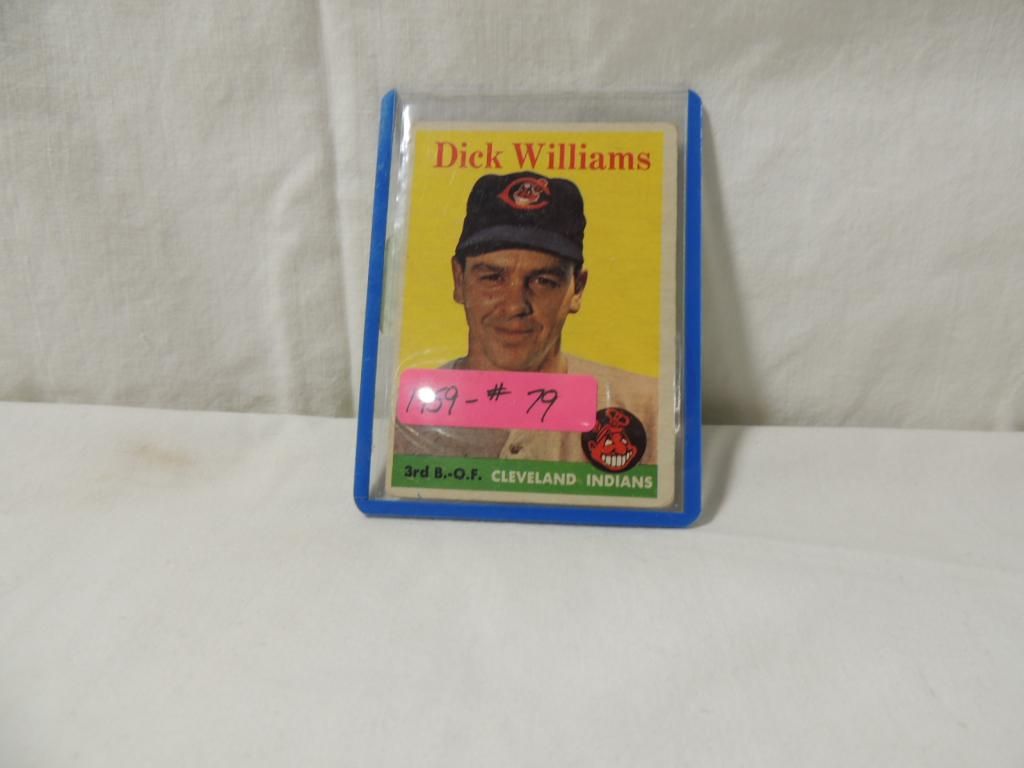 Dick Williams
C
1959 - # 79
3rd B.-O.F. CLEVELAND INDIANS